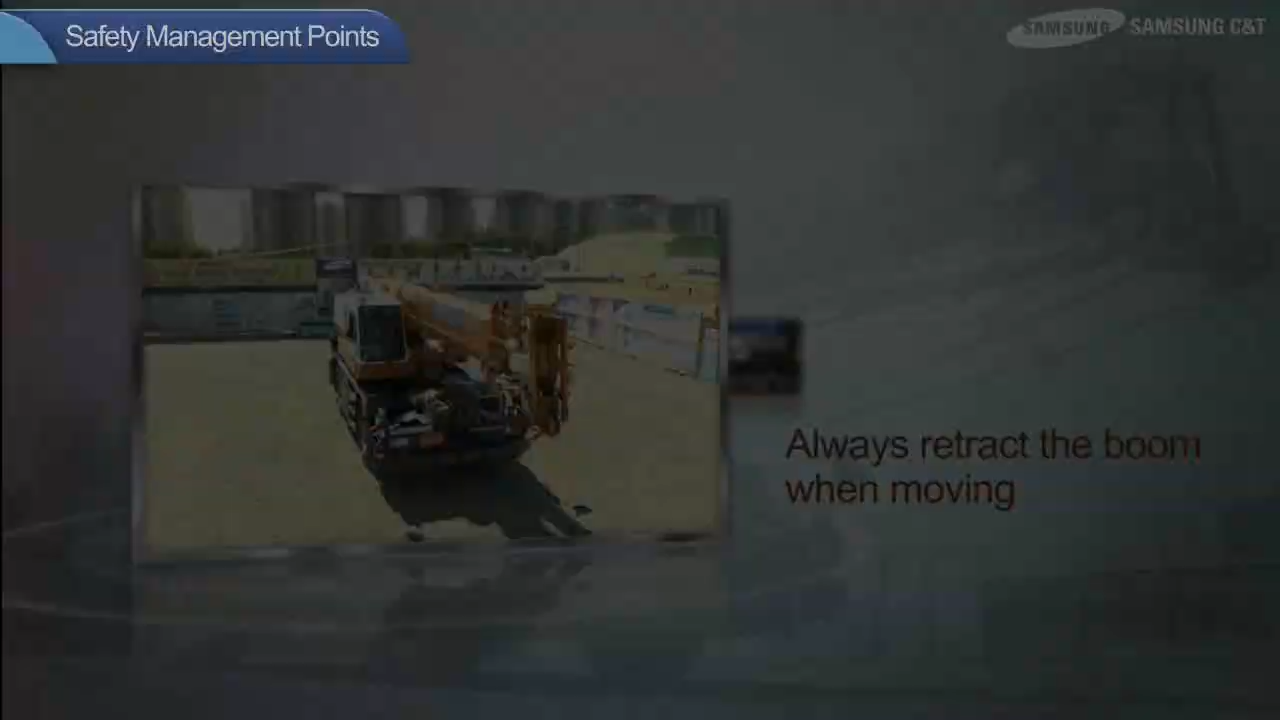 Safety Management Points
SAMSUNG SAMSUNG C&T
Always retract the boom
when moving